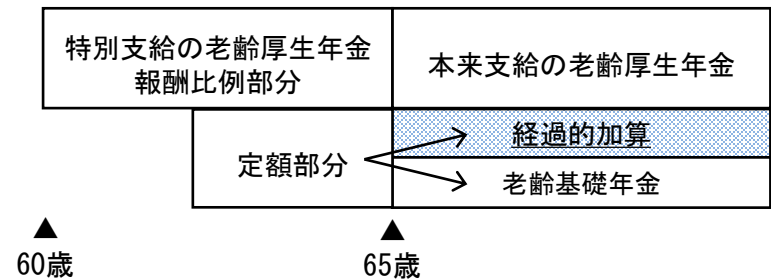 特別支給の老齢厚生年金
報酬比例部分
本来支給の老齢厚生年金
定額部分
経過的加算
老齢基礎年金
▲
▲
60歳
65歳